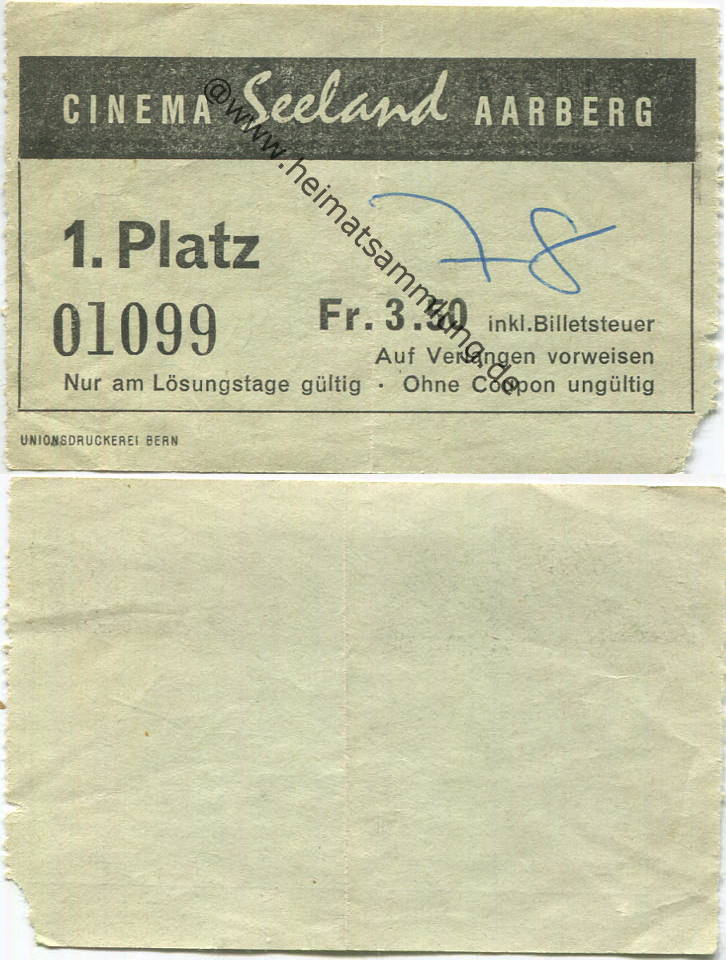 CINEMA Seeland AARBERG
1. Platz
78
01099
Fr. 3.50 inkl. Billetsteuer
Auf Verlangen vorweisen
Nur am Lösungstage gültig · Ohne Coupon ungültig
UNIONSDRUCKEREI BERN
@www.heimatsammlung.de